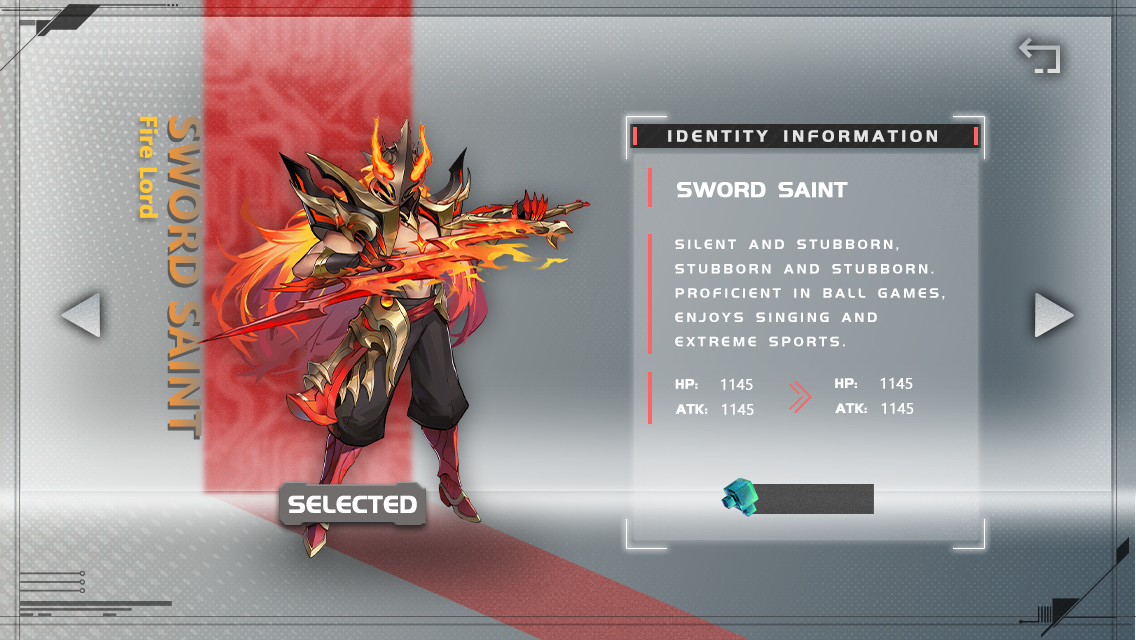 SWORD SAINT
Fire Lord
IDENTITY INFORMATION
SWORD SAINT
SILENT AND STUBBORN,
STUBBORN AND STUBBORN.
PROFICIENT IN BALL GAMES,
ENJOYS SINGING AND
EXTREME SPORTS.
HP: 1145 HP: 1145
ATK: 1145 ATK: 1145
SELECTED